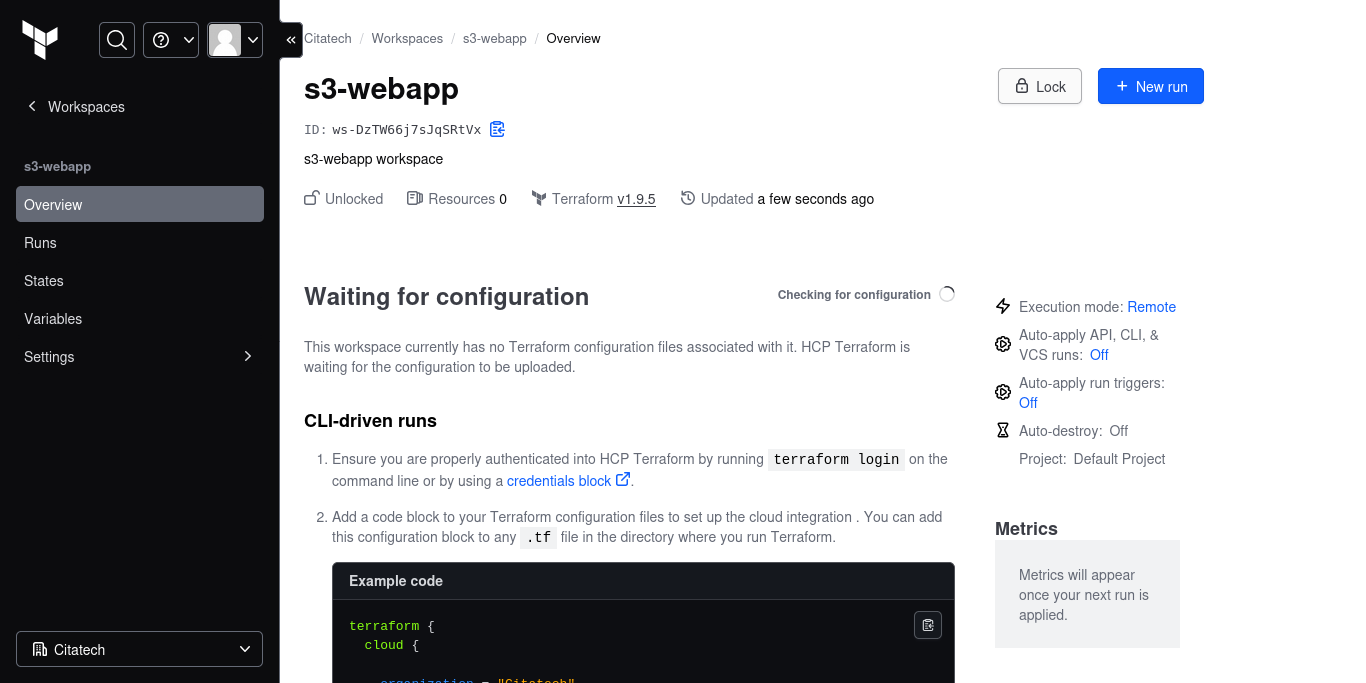 Citatech / Workspaces / s3-webapp / Overview
Workspaces
s3-webapp
Overview
Runs
States
Variables
Settings
Citatech
s3-webapp
Lock
+ New run
ID: ws-DzTW66j7sJqSRtVx
s3-webapp workspace
Unlocked Resources 0 Terraform v1.9.5 Updated a few seconds ago
Waiting for configuration
Checking for configuration
This workspace currently has no Terraform configuration files associated with it. HCP Terraform is
waiting for the configuration to be uploaded.
CLI-driven runs
1. Ensure you are properly authenticated into HCP Terraform by running terraform login on the
command line or by using a credentials block.
2. Add a code block to your Terraform configuration files to set up the cloud integration . You can add
this configuration block to any .tf file in the directory where you run Terraform.
Example code
terraform {
cloud {
organization = "Citatech"
Execution mode: Remote
Auto-apply API, CLI, &
VCS runs: Off
Auto-apply run triggers:
Off
Auto-destroy: Off
Project: Default Project
Metrics
Metrics will appear
once your next run is
applied.